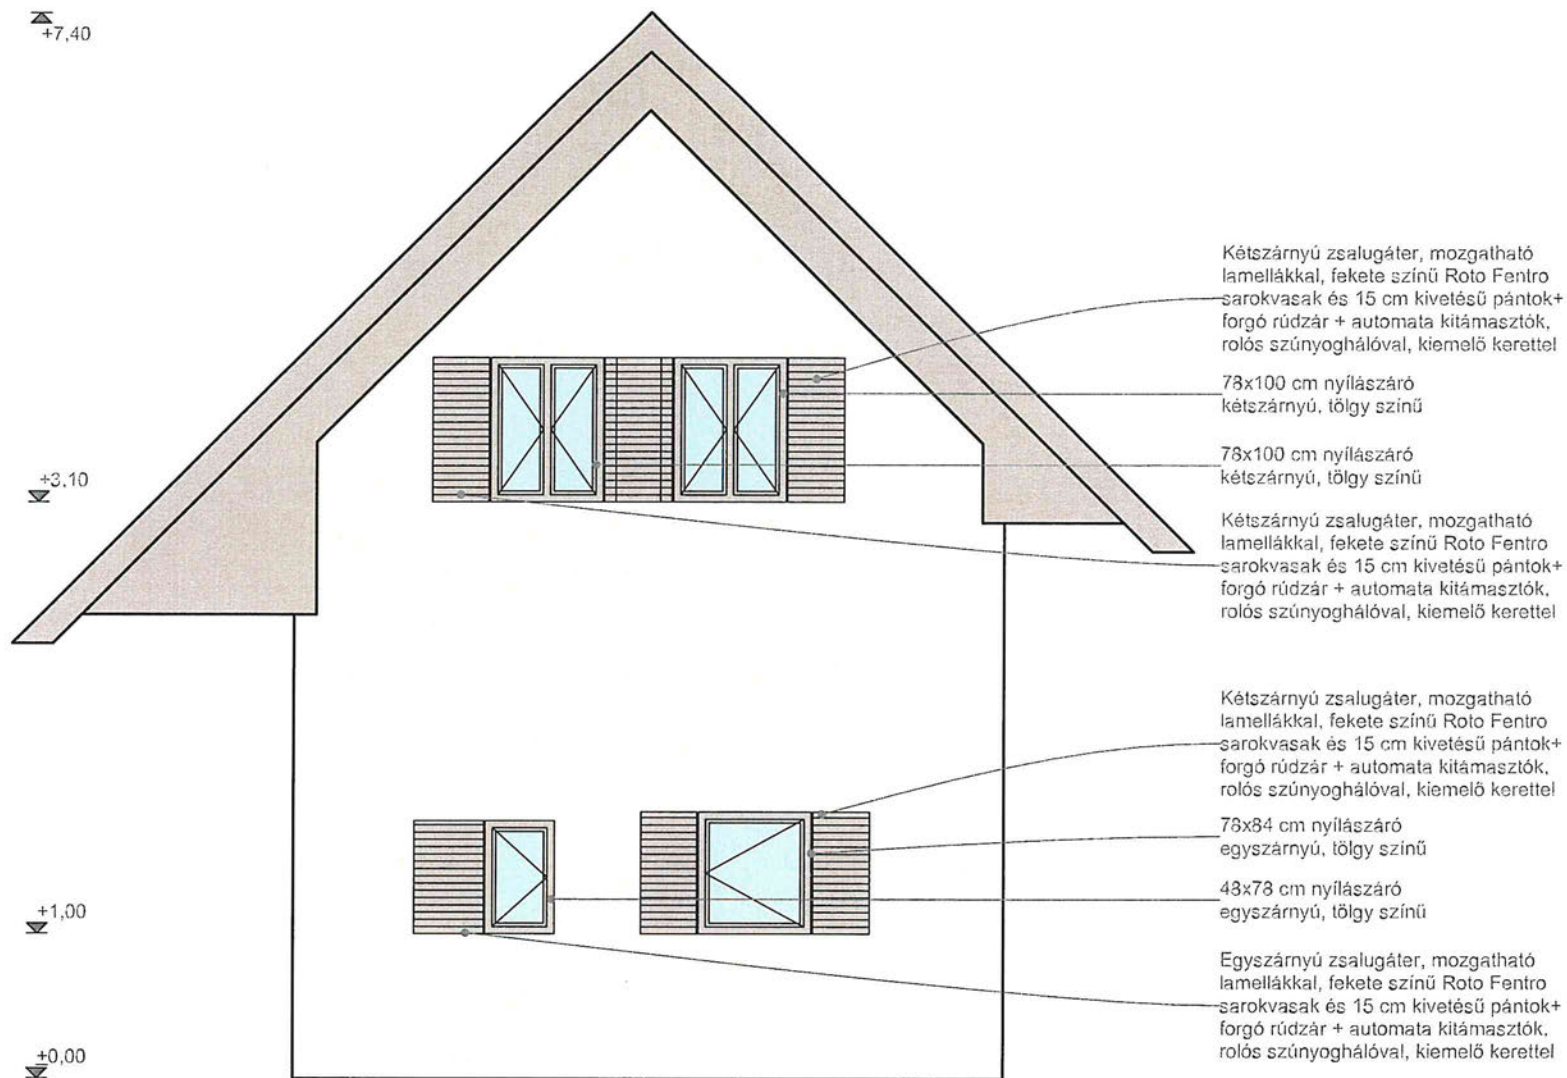 +7,40
Kétszárnyú zsalugáter, mozgatható
lamellákkal, fekete színű Roto Fentro
sarokvasak és 15 cm kivetésű pántok+
forgó rúdzár + automata kitámasztók,
rolós szúnyoghálóval, kiemelő kerettel
78x100 cm nyílászáró
kétszárnyú, tölgy színű
+3,10
78x100 cm nyílászáró
kétszárnyú, tölgy színű
Kétszárnyú zsalugáter, mozgatható
lamellákkal, fekete színű Roto Fentro
sarokvasak és 15 cm kivetésű pántok+
forgó rúdzár + automata kitámasztók,
rolós szúnyoghálóval, kiemelő kerettel
Kétszárnyú zsalugáter, mozgatható
lamellákkal, fekete színű Roto Fentro
sarokvasak és 15 cm kivetésű pántok+
forgó rúdzár + automata kitámasztók,
rolós szúnyoghálóval, kiemelő kerettel
78x84 cm nyílászáró
egyszárnyú, tölgy színű
48x78 cm nyílászáró
egyszárnyú, tölgy színű
+1,00
Egyszárnyú zsalugáter, mozgatható
lamellákkal, fekete színű Roto Fentro
sarokvasak és 15 cm kivetésű pántok+
forgó rúdzár + automata kitámasztók,
rolós szúnyoghálóval, kiemelő kerettel
+0,00